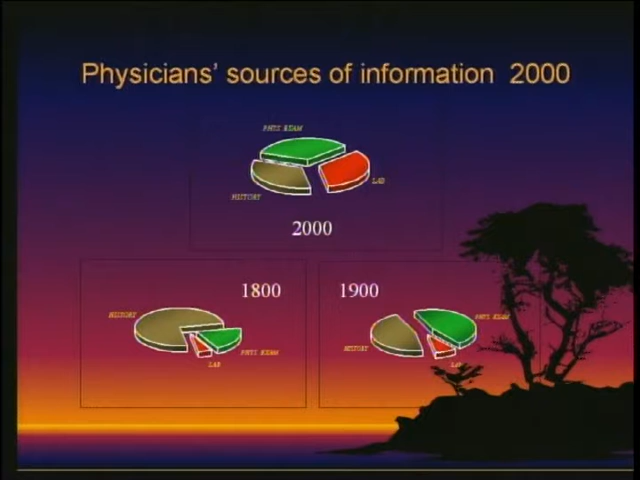 Physicians' sources of information 2000
PHYS EXAM
LAB
HISTORY
2000
1800
HISTORY
PHYS EXAM
LAB
1900
PHYS EXAM
HISTORY
LAB